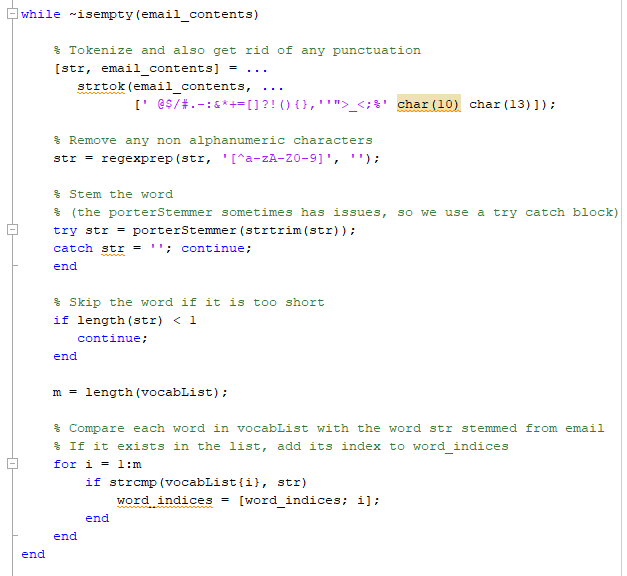 while ~isempty(email_contents)
% Tokenize and also get rid of any punctuation
[str, email_contents] = ...
strtok(email_contents, ...
[' @$/#.-:&*+=[]?!(){},''">_<;%' char(10) char(13)]);
% Remove any non alphanumeric characters
str = regexprep(str, '[^a-zA-Z0-9]', '');
% Stem the word
% (the porterStemmer sometimes has issues, so we use a try catch block)
try str = porterStemmer(strtrim(str));
catch str = ''; continue;
end
% Skip the word if it is too short
if length(str) < 1
continue;
end
m = length(vocabList);
% Compare each word in vocabList with the word str stemmed from email
% If it exists in the list, add its index to word_indices
for i = 1:m
if strcmp(vocabList{i}, str)
word_indices = [word_indices; i];
end
end
end